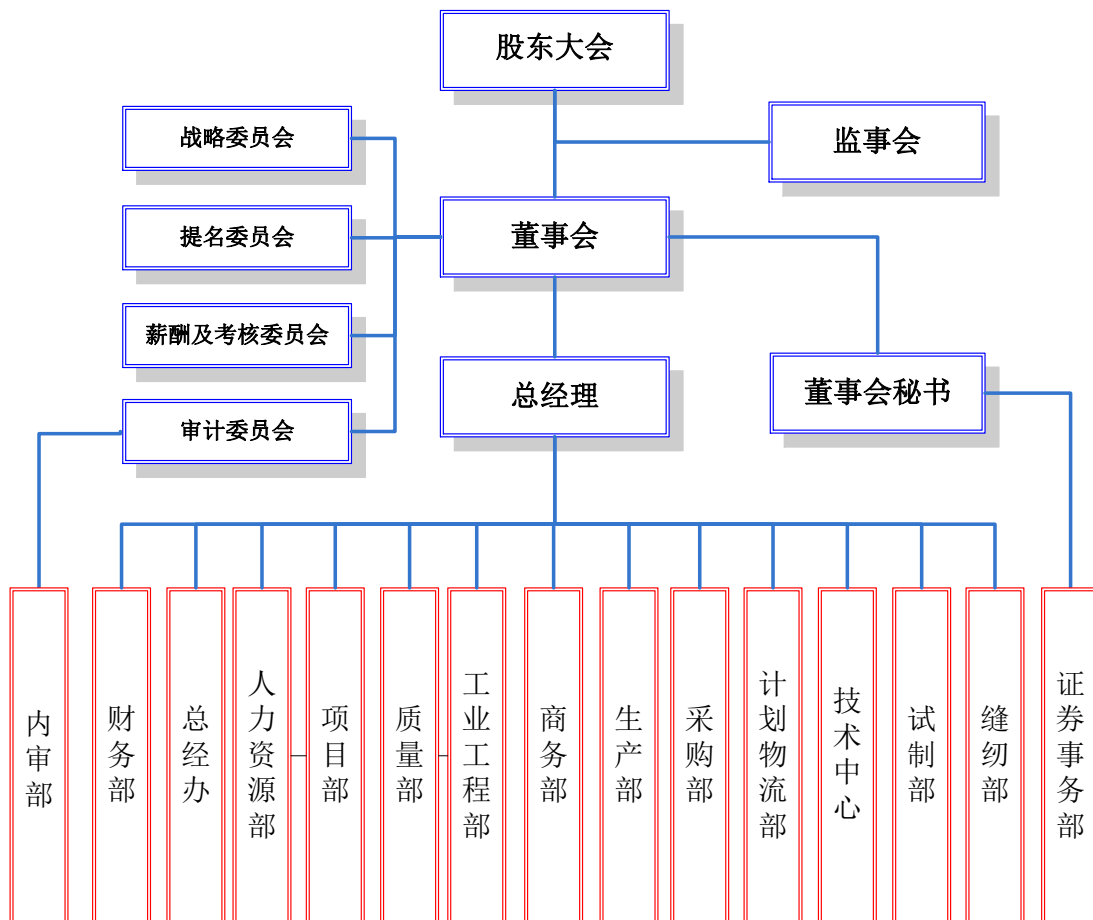 股东大会
战略委员会
监事会
提名委员会
董事会
薪酬及考核委员会
总经理
董事会秘书
审计委员会
内审部
财务部
总经办
人力资源部
项目部
质量部
工业工程部
商务部
生产部
采购部
计划物流部
技术中心
试制部
缝纫部
证券事务部